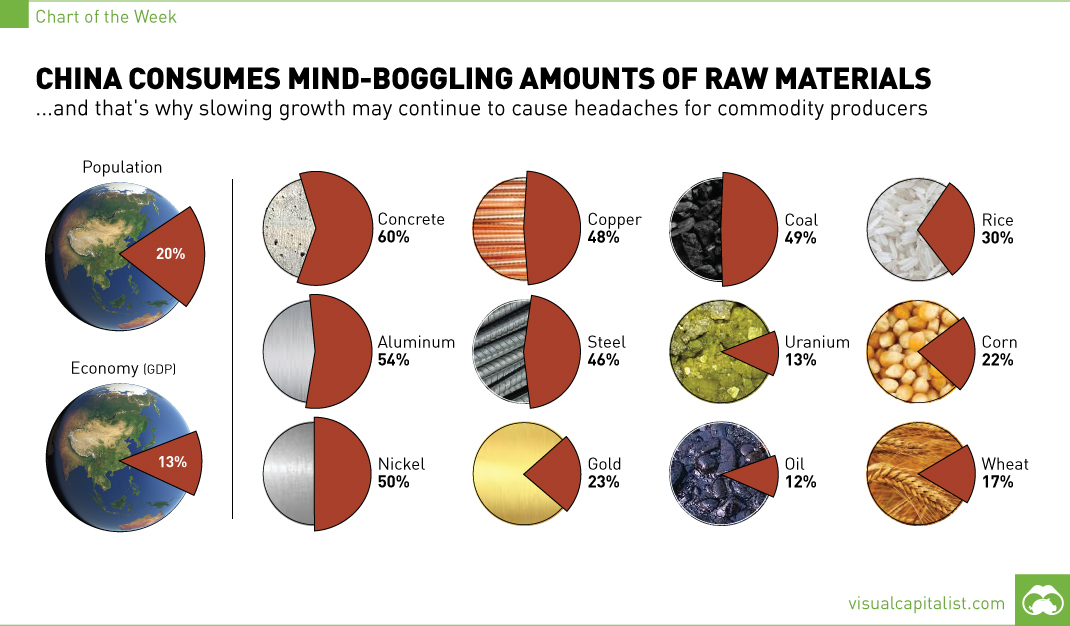 Chart of the Week
CHINA CONSUMES MIND-BOGGLING AMOUNTS OF RAW MATERIALS
...and that's why slowing growth may continue to cause headaches for commodity producers
Population
20%
Economy (GDP)
13%
Concrete
60%
Copper
48%
Coal
49%
Rice
30%
Aluminum
54%
Steel
46%
Uranium
13%
Corn
22%
Nickel
50%
Gold
23%
Oil
12%
Wheat
17%
visualcapitalist.com